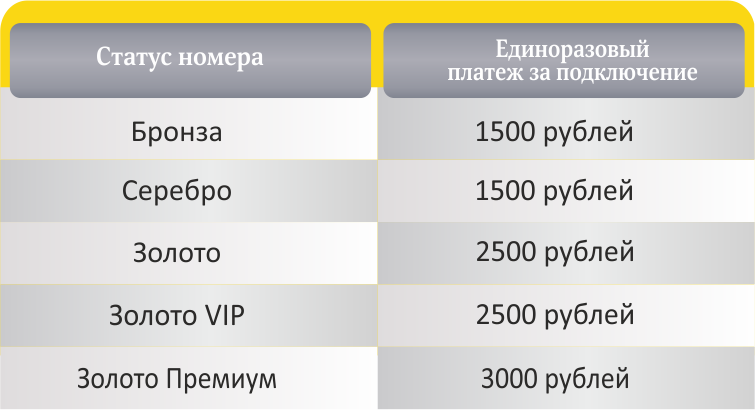 Статус номера
Единоразовый
платеж за подключение
Бронза 1500 рублей
Серебро 1500 рублей
Золото 2500 рублей
Золото VIP 2500 рублей
Золото Премиум 3000 рублей